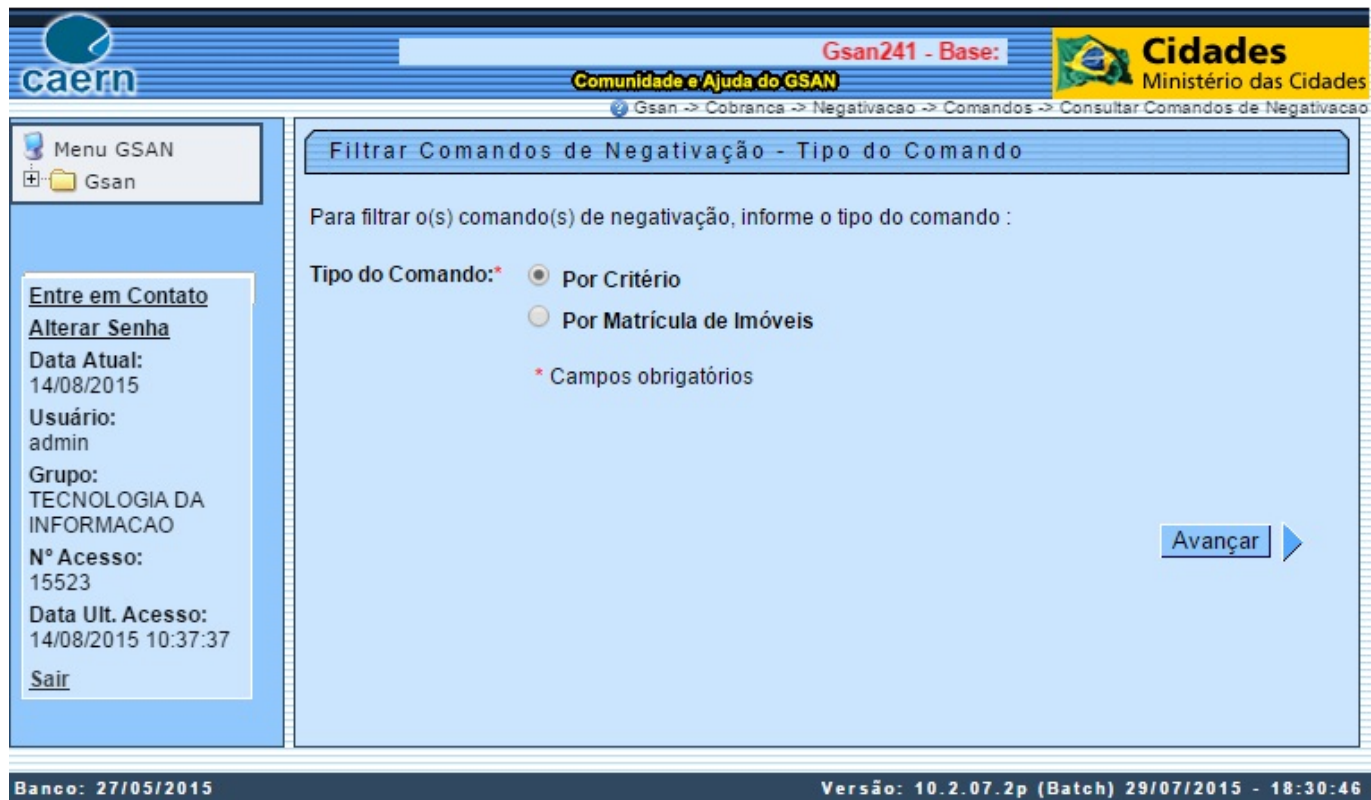 caern
Gsan241 - Base:
Comunidade e Ajuda do GSAN
Cidades
Ministério das Cidades
Gsan -> Cobranca -> Negativacao -> Comandos -> Consultar Comandos de Negativacao
Menu GSAN
Gsan
Filtrar Comandos de Negativação - Tipo do Comando
Para filtrar o(s) comando(s) de negativação, informe o tipo do comando :
Tipo do Comando:* Por Critério
Por Matrícula de Imóveis
* Campos obrigatórios
Avançar
Entre em Contato
Alterar Senha
Data Atual:
14/08/2015
Usuário:
admin
Grupo:
TECNOLOGIA DA
INFORMACAO
Nº Acesso:
15523
Data Ult. Acesso:
14/08/2015 10:37:37
Sair
Banco: 27/05/2015
Versão: 10.2.07.2p (Batch) 29/07/2015 - 18:30:46